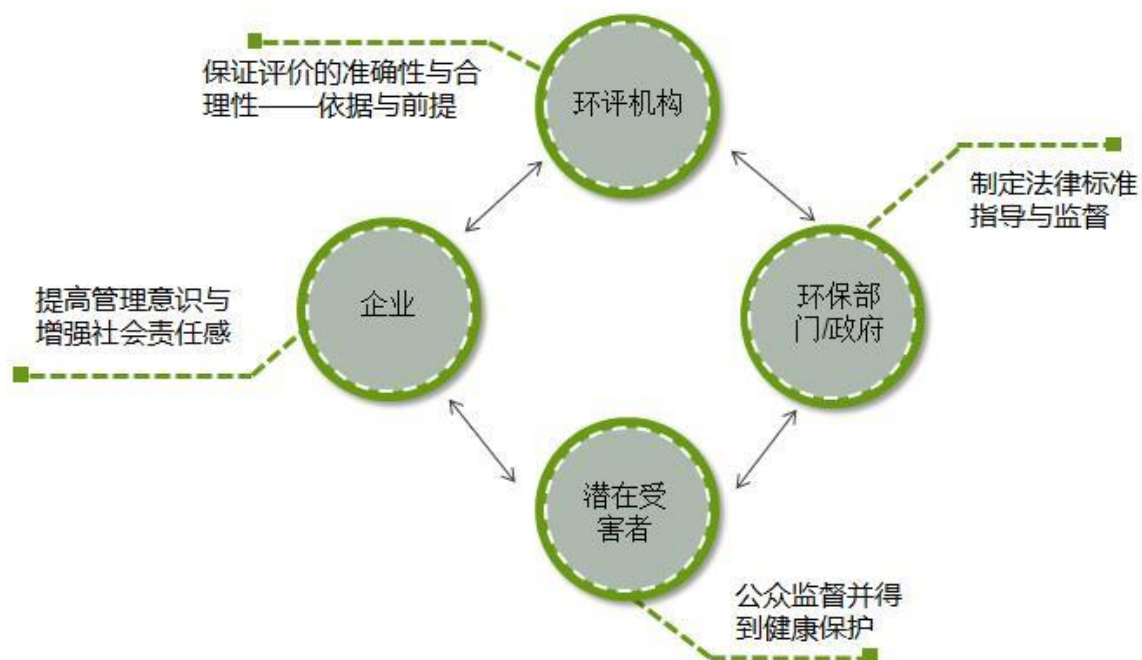 保证评价的准确性与合
理性——依据与前提
环评机构
制定法律标准
指导与监督
提高管理意识与
增强社会责任感
企业
环保部
门/政府
潜在受
害者
公众监督并得
到健康保护